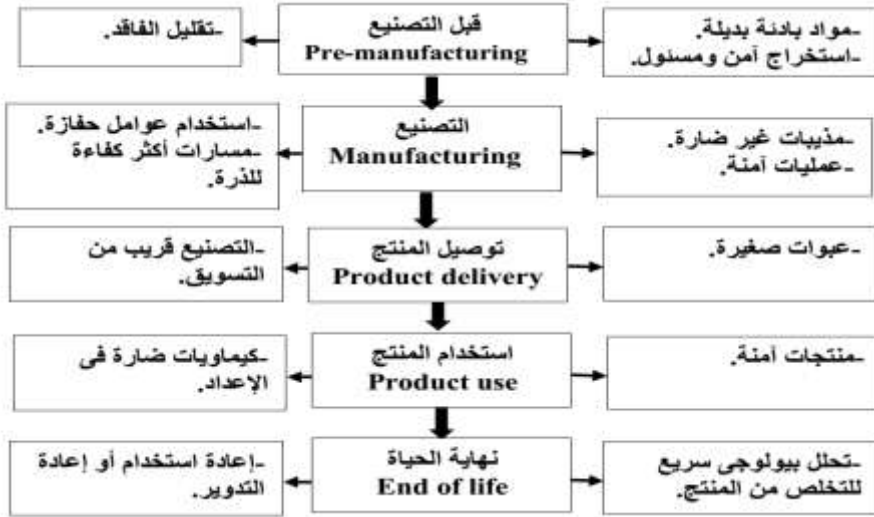 -مواد بادئة بديلة.
-استخراج آمن ومسئول.
قبل التصنيع
Pre-manufacturing
-تقليل الفاقد.
-مذيبات غير ضارة.
-عمليات آمنة.
التصنيع
Manufacturing
-استخدام عوامل حفازة.
-مسارات أكثر كفاءة
للذرة.
-عبوات صغيرة.
توصيل المنتج
Product delivery
-التصنيع قريب من
التسويق.
-منتجات آمنة.
استخدام المنتج
Product use
-كيماويات ضارة فى
الإعداد.
-تحلل بيولوجى سريع
للتخلص من المنتج.
نهاية الحياة
End of life
-إعادة استخدام أو إعادة
التدوير.